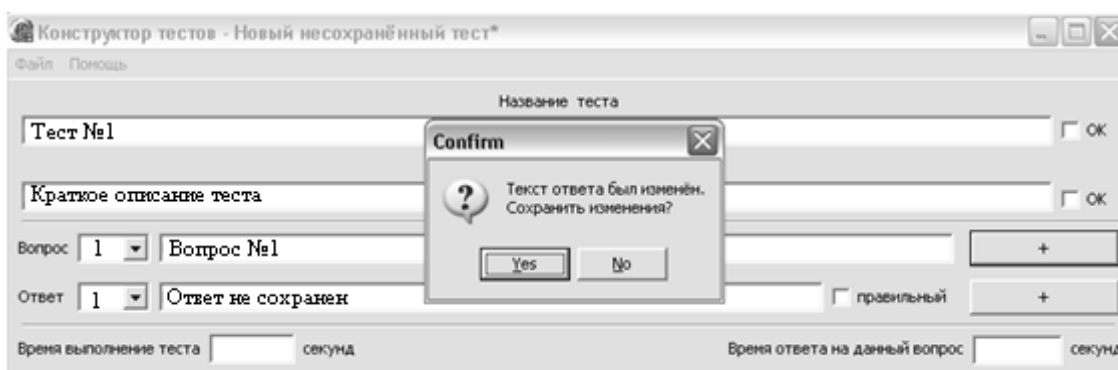 Конструктор тестов - Новый несохранённый тест*
Файл Помощь
Название теста
Тест №1
ОК
Confirm
Текст ответа был изменён.
Сохранить изменения?
Yes No
Краткое описание теста
ОК
Вопрос 1 Вопрос №1 +
Ответ 1 Ответ не сохранен правильный +
Время выполнение теста секунд Время ответа на данный вопрос секунд